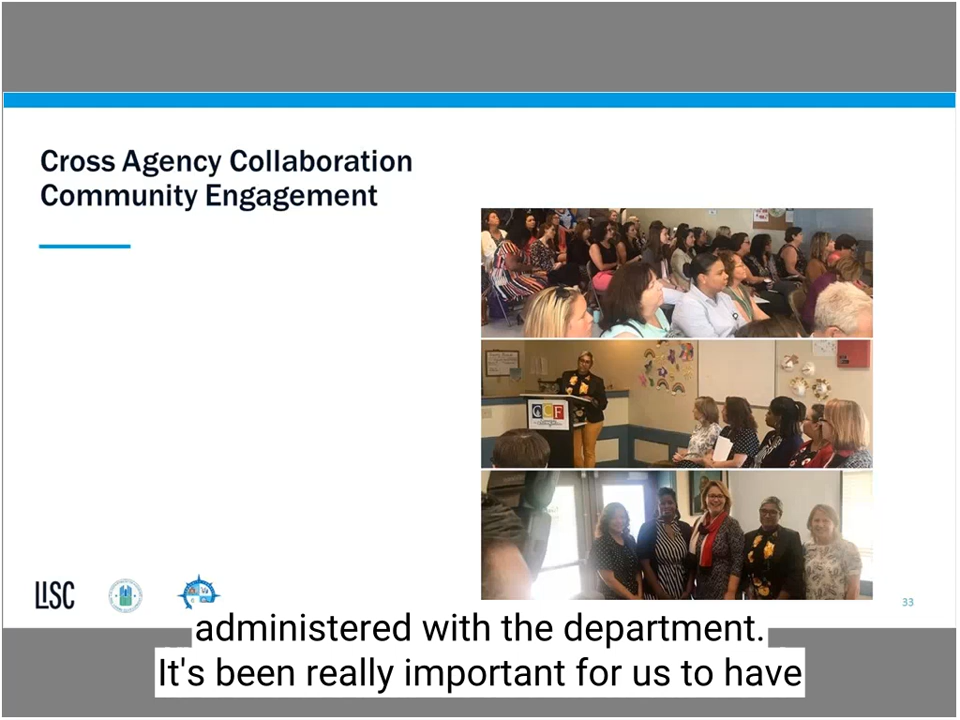 Cross Agency Collaboration
Community Engagement
CCF
LISC
33
administered with the department.
It's been really important for us to have